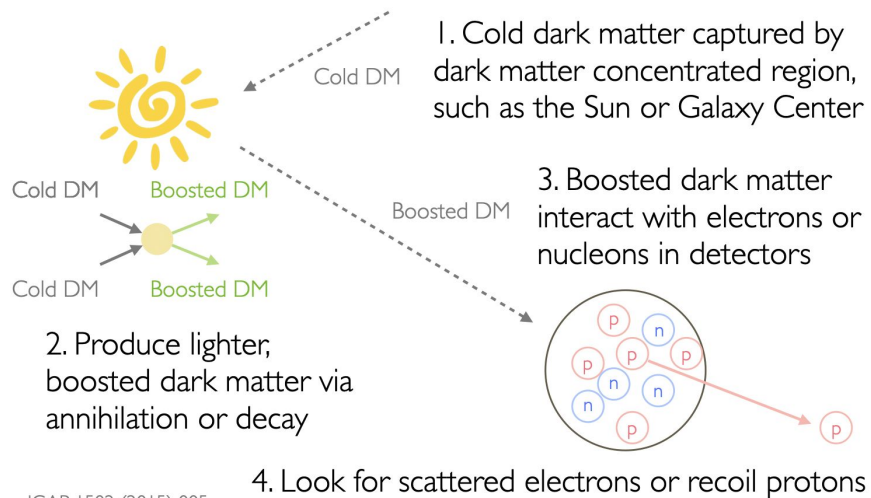 1. Cold dark matter captured by
dark matter concentrated region,
such as the Sun or Galaxy Center
Cold DM
Cold DM
Boosted DM
Cold DM
Boosted DM
2. Produce lighter,
boosted dark matter via
annihilation or decay
Boosted DM
3. Boosted dark matter
interact with electrons or
nucleons in detectors
p
n
p
p
p
n
n
n
p
p
4. Look for scattered electrons or recoil protons